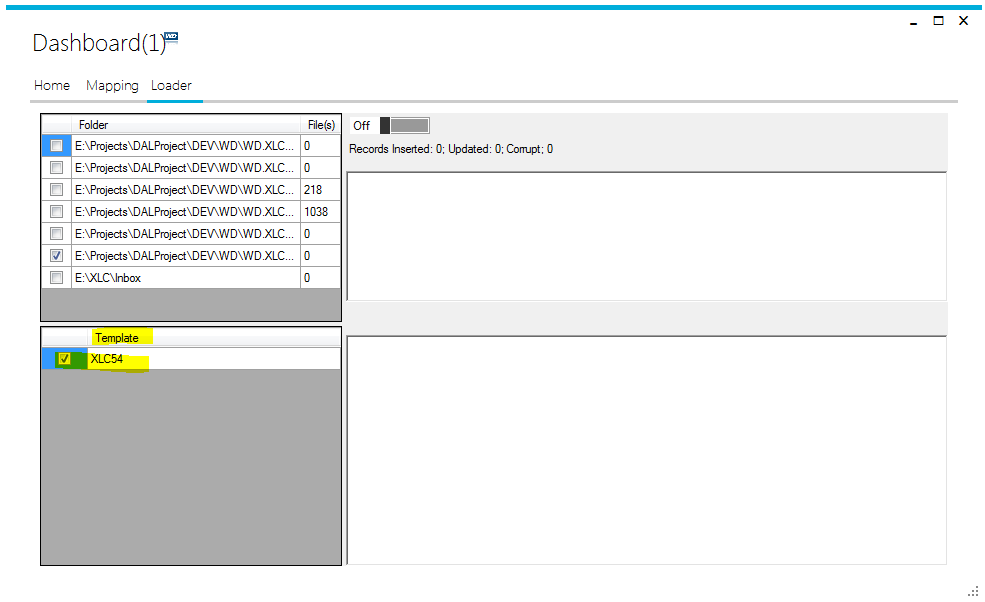 Dashboard(1) WD
Home Mapping Loader
Folder File(s)
E:\Projects\DALProject\DEV\WD\WD.XLC... 0
E:\Projects\DALProject\DEV\WD\WD.XLC... 0
E:\Projects\DALProject\DEV\WD\WD.XLC... 218
E:\Projects\DALProject\DEV\WD\WD.XLC... 1038
E:\Projects\DALProject\DEV\WD\WD.XLC... 0
E:\Projects\DALProject\DEV\WD\WD.XLC... 0
E:\XLC\Inbox 0
Off
Records Inserted: 0; Updated: 0; Corrupt; 0
Template
XLC54